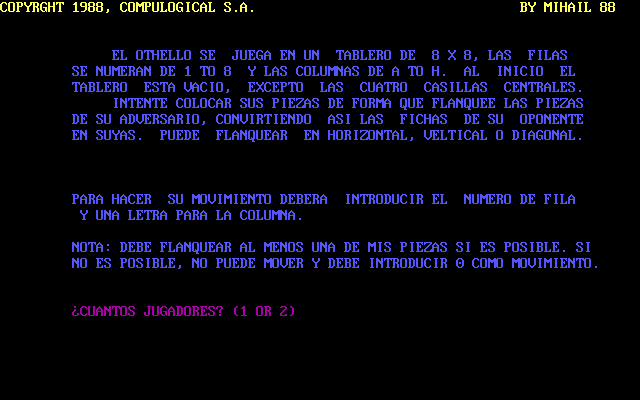 COPYRGHT 1988, COMPULOGICAL S.A. BY MIHAIL 88
EL OTHELLO SE JUEGA EN UN TABLERO DE 8 X 8, LAS FILAS
SE NUMERAN DE 1 TO 8 Y LAS COLUMNAS DE A TO H. AL INICIO EL
TABLERO ESTA VACIO, EXCEPTO LAS CUATRO CASILLAS CENTRALES.
INTENTE COLOCAR SUS PIEZAS DE FORMA QUE FLANQUEE LAS PIEZAS
DE SU ADVERSARIO, CONVIRTIENDO ASI LAS FICHAS DE SU OPONENTE
EN SUYAS. PUEDE FLANQUEAR EN HORIZONTAL, VELTICAL O DIAGONAL.
PARA HACER SU MOVIMIENTO DEBERA INTRODUCIR EL NUMERO DE FILA
Y UNA LETRA PARA LA COLUMNA.
NOTA: DEBE FLANQUEAR AL MENOS UNA DE MIS PIEZAS SI ES POSIBLE. SI
NO ES POSIBLE, NO PUEDE MOVER Y DEBE INTRODUCIR 0 COMO MOVIMIENTO.
¿CUANTOS JUGADORES? (1 OR 2)